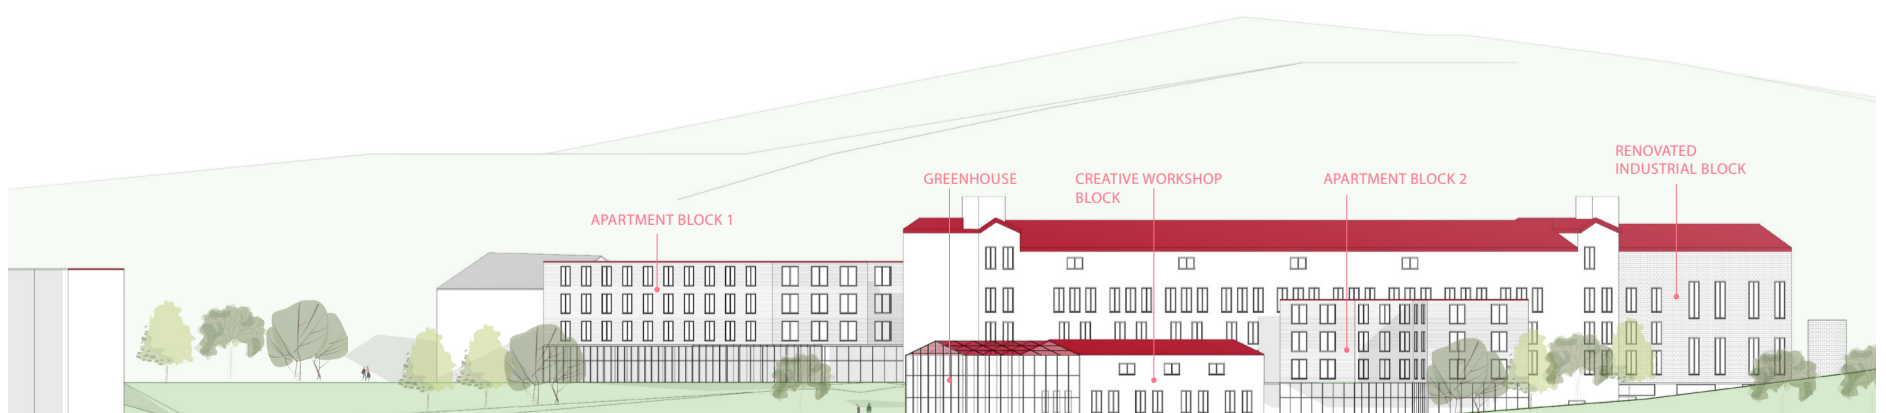 APARTMENT BLOCK 1
GREENHOUSE
CREATIVE WORKSHOP
BLOCK
APARTMENT BLOCK 2
RENOVATED
INDUSTRIAL BLOCK